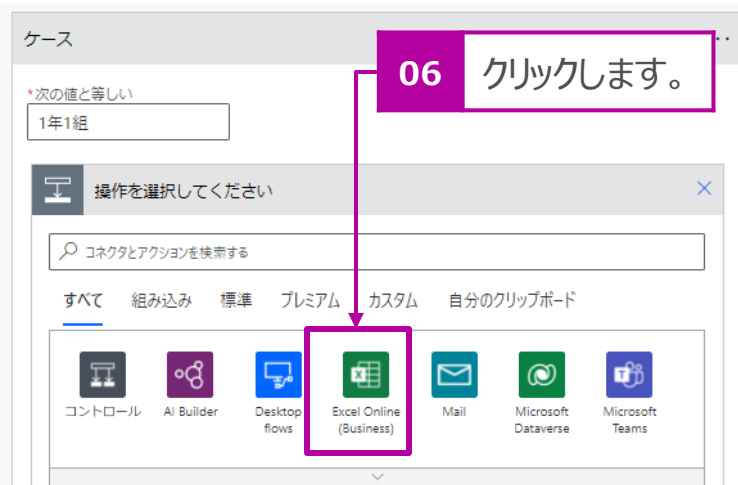 ケース
06 クリックします。
*次の値と等しい
1年1組
操作を選択してください
コネクタとアクションを検索する
すべて 組み込み 標準 プレミアム カスタム 自分のクリップボード
コントロール
AI Builder
Desktop
flows
Excel Online
(Business)
Mail
Microsoft
Dataverse
Microsoft
Teams